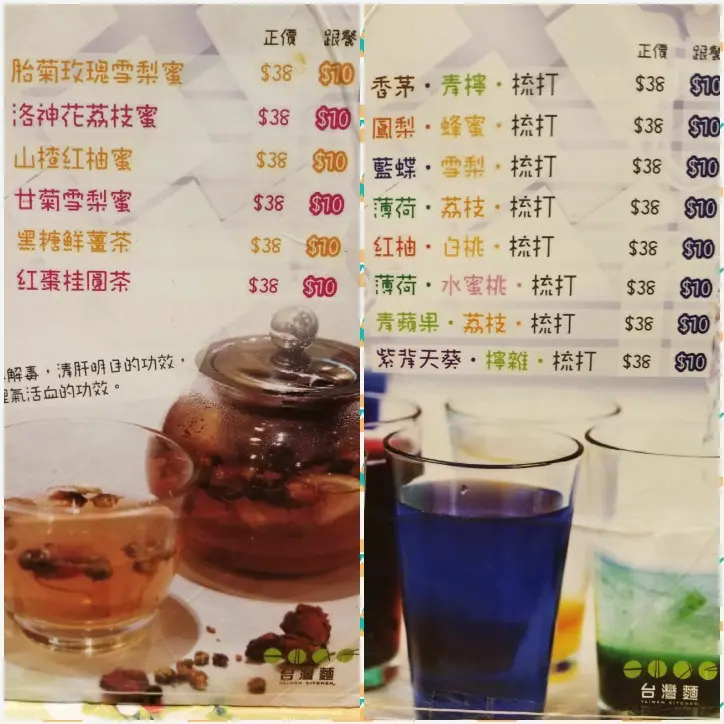 正價 跟餐
胎菊玫瑰雪梨蜜 $38 $10
洛神花荔枝蜜 $38 $10
山楂紅柚蜜 $38 $10
甘菊雪梨蜜 $38 $10
黑糖鮮薑茶 $38 $10
紅棗桂圓茶 $38 $10
解毒，清肝明目的功效，
理氣活血的功效。
台灣麵
TAIWAN KITCHEN
正價 跟餐
香茅・青檸・梳打 $38 $10
鳳梨・蜂蜜・梳打 $38 $10
藍蝶・雪梨・梳打 $38 $10
薄荷・荔枝・梳打 $38 $10
紅柚・白桃・梳打 $38 $10
薄荷・水蜜桃・梳打 $38 $10
青蘋果・荔枝・梳打 $38 $10
紫背天葵・檸雜・梳打 $38 $10
台灣麵
TAIWAN KITCHEN